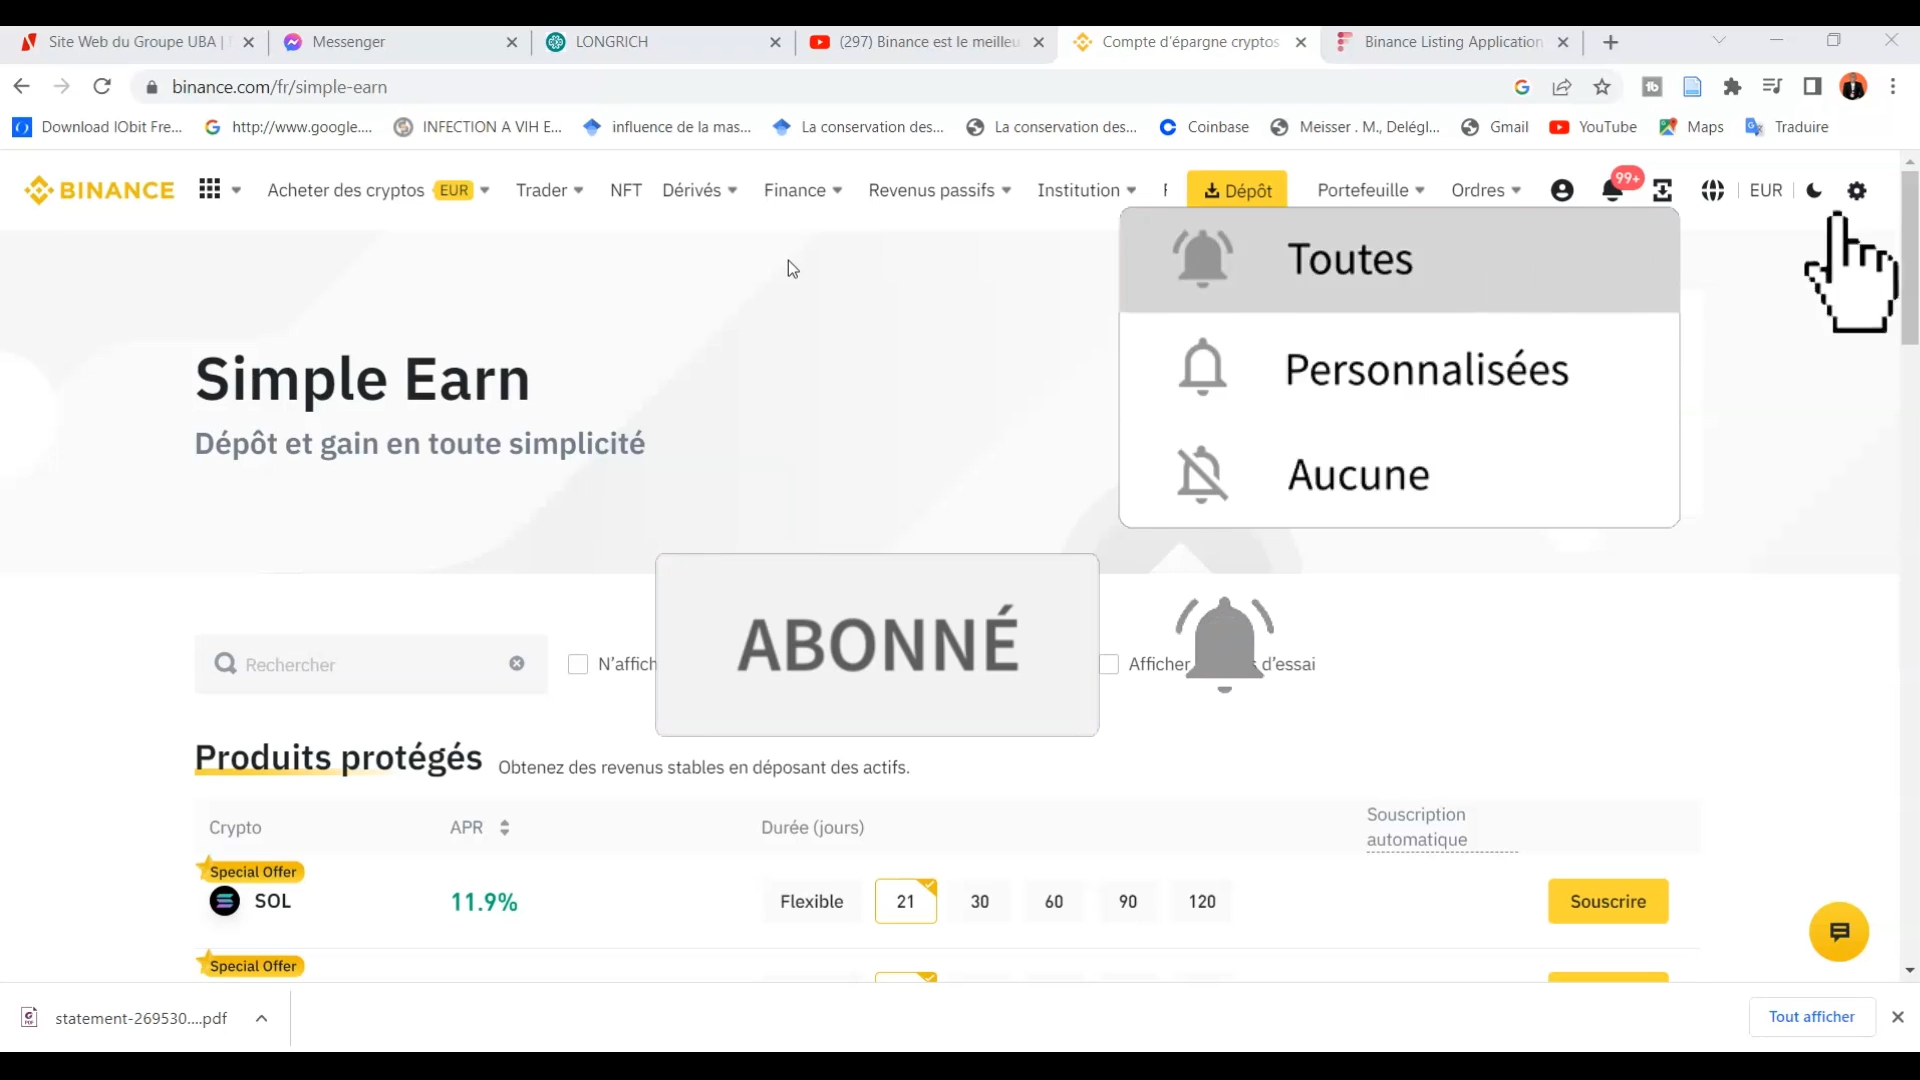 Site Web du Groupe UBA |
Messenger
LONGRICH
(297) Binance est le meilleu
Compte d'épargne cryptos
Binance Listing Application
binance.com/fr/simple-earn
Download IObit Fre...
http://www.google....
INFECTION A VIH E...
influence de la mas...
La conservation des...
La conservation des...
Coinbase
Meisser . M., Delégl...
Gmail
YouTube
Maps
Traduire
BINANCE
Acheter des cryptos EUR
Trader
NFT
Dérivés
Finance
Revenus passifs
Institution
Dépôt
Portefeuille
Ordres
99+
EUR
Toutes
Personnalisées
Aucune
Simple Earn
Dépôt et gain en toute simplicité
ABONNÉ
Rechercher
N'affich
Afficher
d'essai
Produits protégés
Obtenez des revenus stables en déposant des actifs.
Crypto
APR
Durée (jours)
Souscription
automatique
Special Offer
SOL
11.9%
Flexible
21
30
60
90
120
Souscrire
Special Offer
statement-269530....pdf
Tout afficher